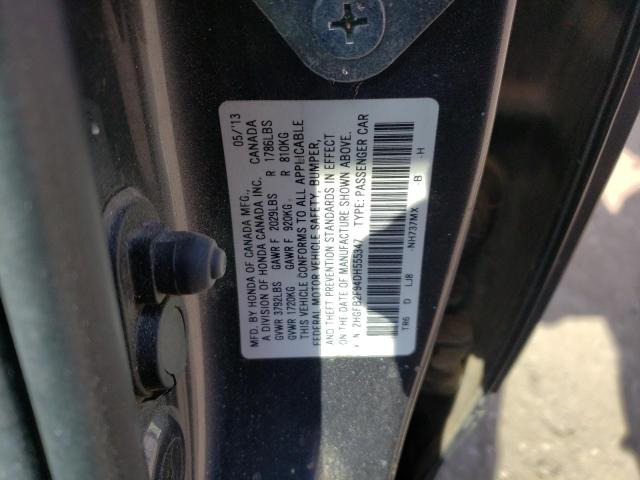 MFD. BY HONDA OF CANADA MFG., 05/'13
A DIVISION OF HONDA CANADA INC. CANADA
GVWR 3792LBS GAWR F 2029LBS R 1786LBS
GVWR 1720KG GAWR F 920KG R 810KG
THIS VEHICLE CONFORMS TO ALL APPLICABLE
FEDERAL MOTOR VEHICLE SAFETY, BUMPER,
AND THEFT PREVENTION STANDARDS IN EFFECT
ON THE DATE OF MANUFACTURE SHOWN ABOVE.
V.I.N. 2HGFB2F94DH555347 TYPE: PASSENGER CAR
TR6 D LJ8 NH737MX -B H